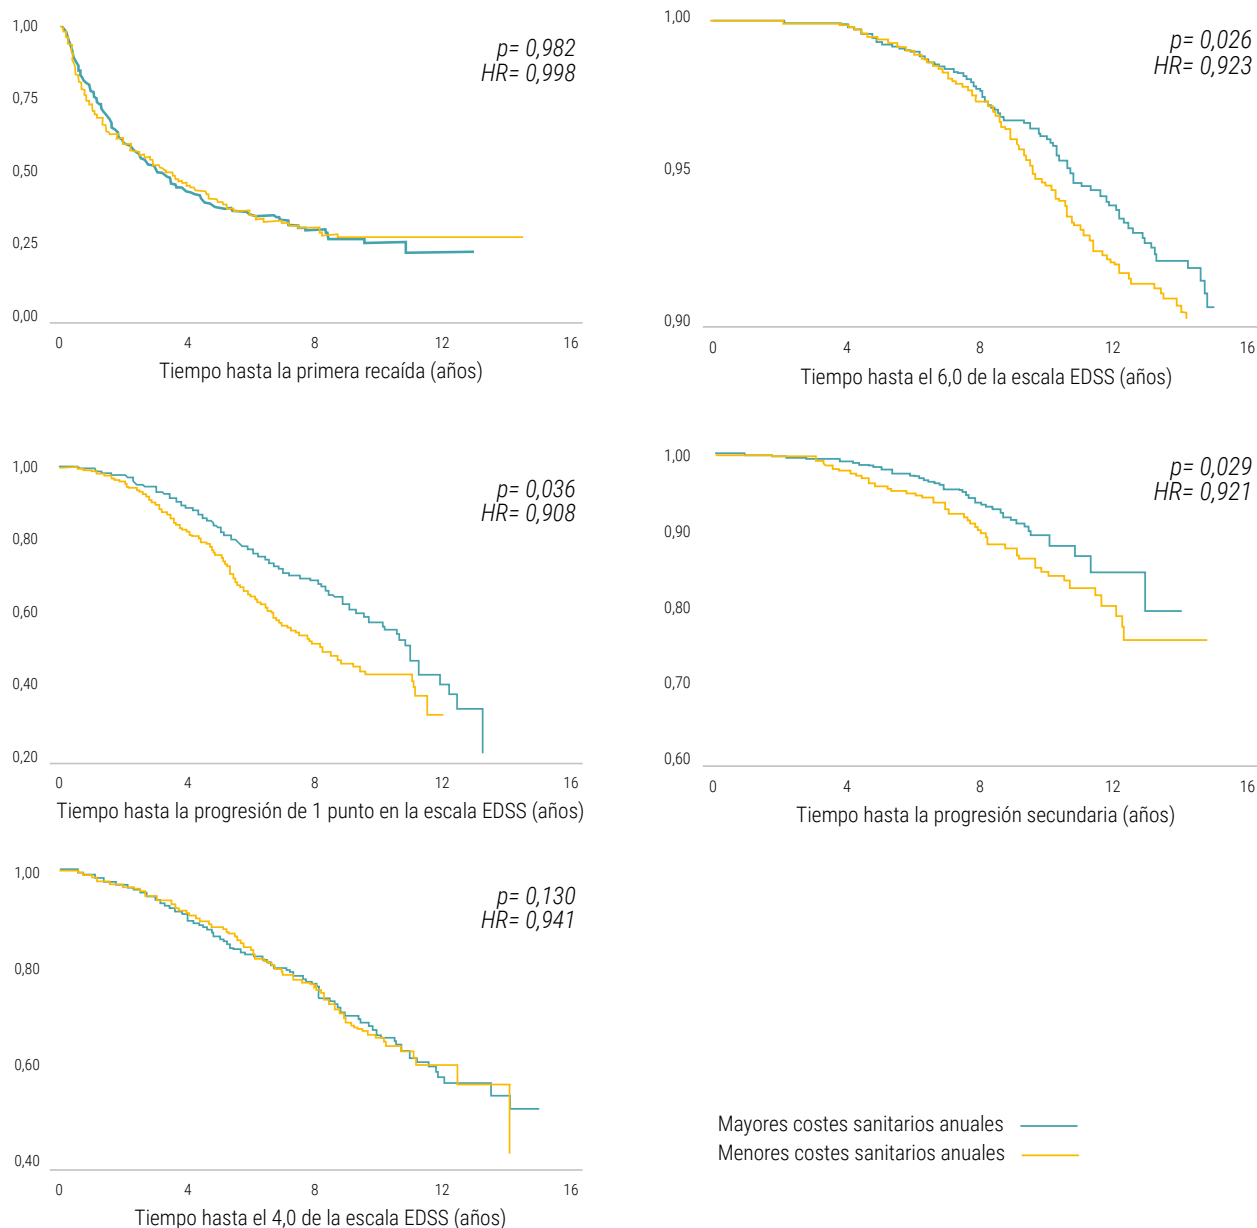 1,00
0,75
0,50
0,25
0,00
p= 0,982
HR= 0,998
0 4 8 12 16
Tiempo hasta la primera recaída (años)
1,00
0,95
0,90
p= 0,026
HR= 0,923
0 4 8 12 16
Tiempo hasta el 6,0 de la escala EDSS (años)
1,00
0,80
0,60
0,40
0,20
p= 0,036
HR= 0,908
0 4 8 12 16
Tiempo hasta la progresión de 1 punto en la escala EDSS (años)
1,00
0,90
0,80
0,70
0,60
p= 0,029
HR= 0,921
0 4 8 12 16
Tiempo hasta la progresión secundaria (años)
1,00
0,80
0,60
0,40
p= 0,130
HR= 0,941
0 4 8 12 16
Tiempo hasta el 4,0 de la escala EDSS (años)
Mayores costes sanitarios anuales
Menores costes sanitarios anuales